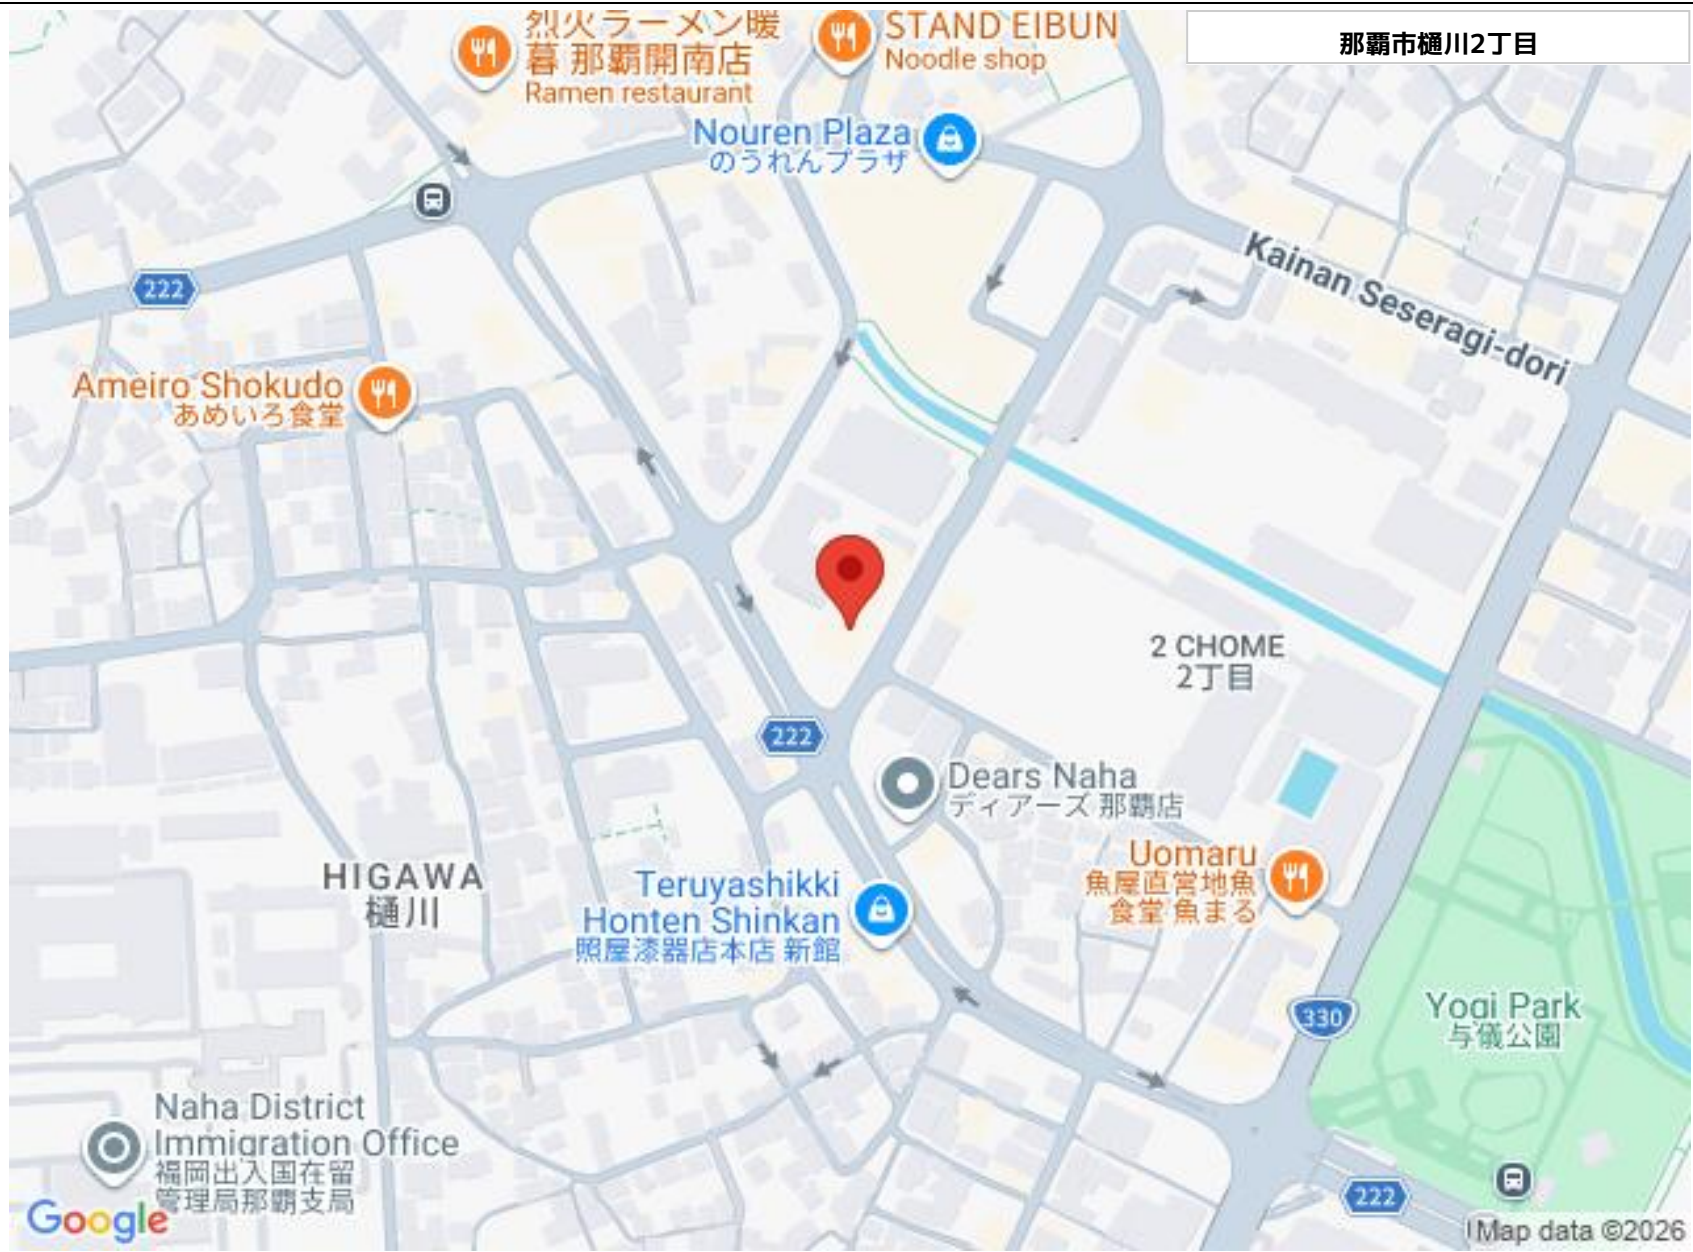 那覇市樋川2丁目
烈火ラーメン暖
暮 那覇開南店
Ramen restaurant
STAND EIBUN
Noodle shop
Nouren Plaza
のうれんプラザ
Kainan Seseragi-dori
222
Ameiro Shokudo
あめいろ食堂
2 CHOME
2丁目
222
Dears Naha
ディアーズ 那覇店
Uomaru
魚屋直営地魚
食堂 魚まる
HIGAWA
樋川
Teruyashikki
Honten Shinkan
照屋漆器店本店 新館
330
Yogi Park
与儀公園
Naha District
Immigration Office
福岡出入国在留
管理局那覇支局
222
Google
Map data ©2026